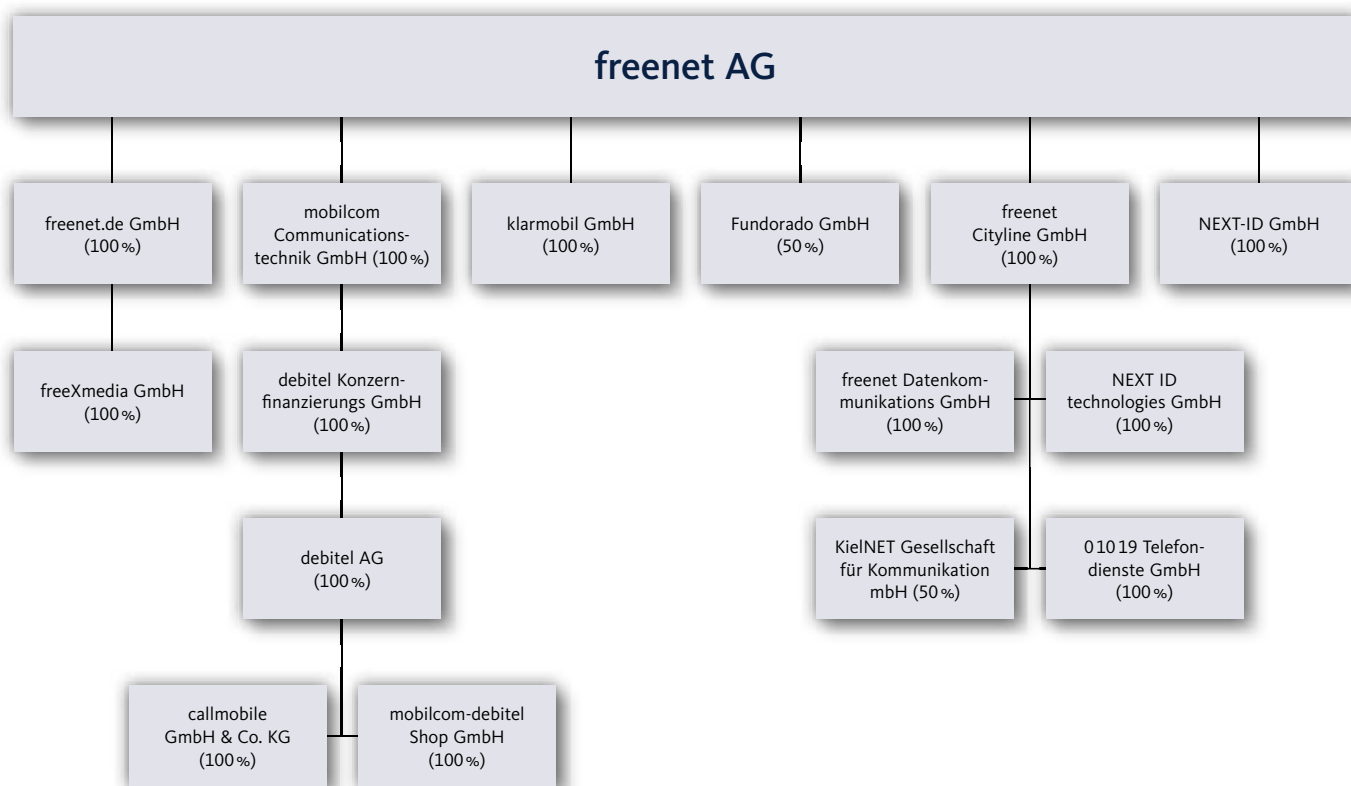 freenet AG
freenet.de GmbH
(100 %)
mobilcom
Communications-
technik GmbH (100 %)
klarmobil GmbH
(100 %)
Fundorado GmbH
(50 %)
freenet
Cityline GmbH
(100 %)
NEXT-ID GmbH
(100 %)
freeXmedia GmbH
(100 %)
debitel Konzern-
finanzierungs GmbH
(100 %)
freenet Datenkom-
munikations GmbH
(100 %)
NEXT ID
technologies GmbH
(100 %)
debitel AG
(100 %)
KielNET Gesellschaft
für Kommunikation
mbH (50 %)
01019 Telefon-
dienste GmbH
(100 %)
callmobile
GmbH & Co. KG
(100 %)
mobilcom-debitel
Shop GmbH
(100 %)